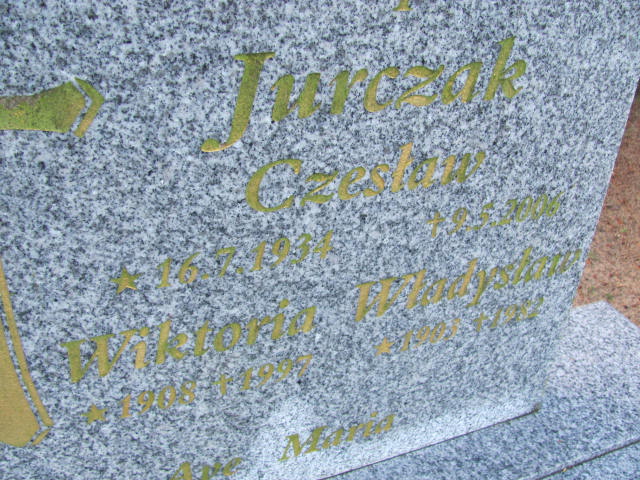 Jurczak
Czesław
★ 16.7.1934 † 9.5.2006
Wiktoria Władysław
★ 1908 † 1997 ★ 1903 † 1982
Ave Maria